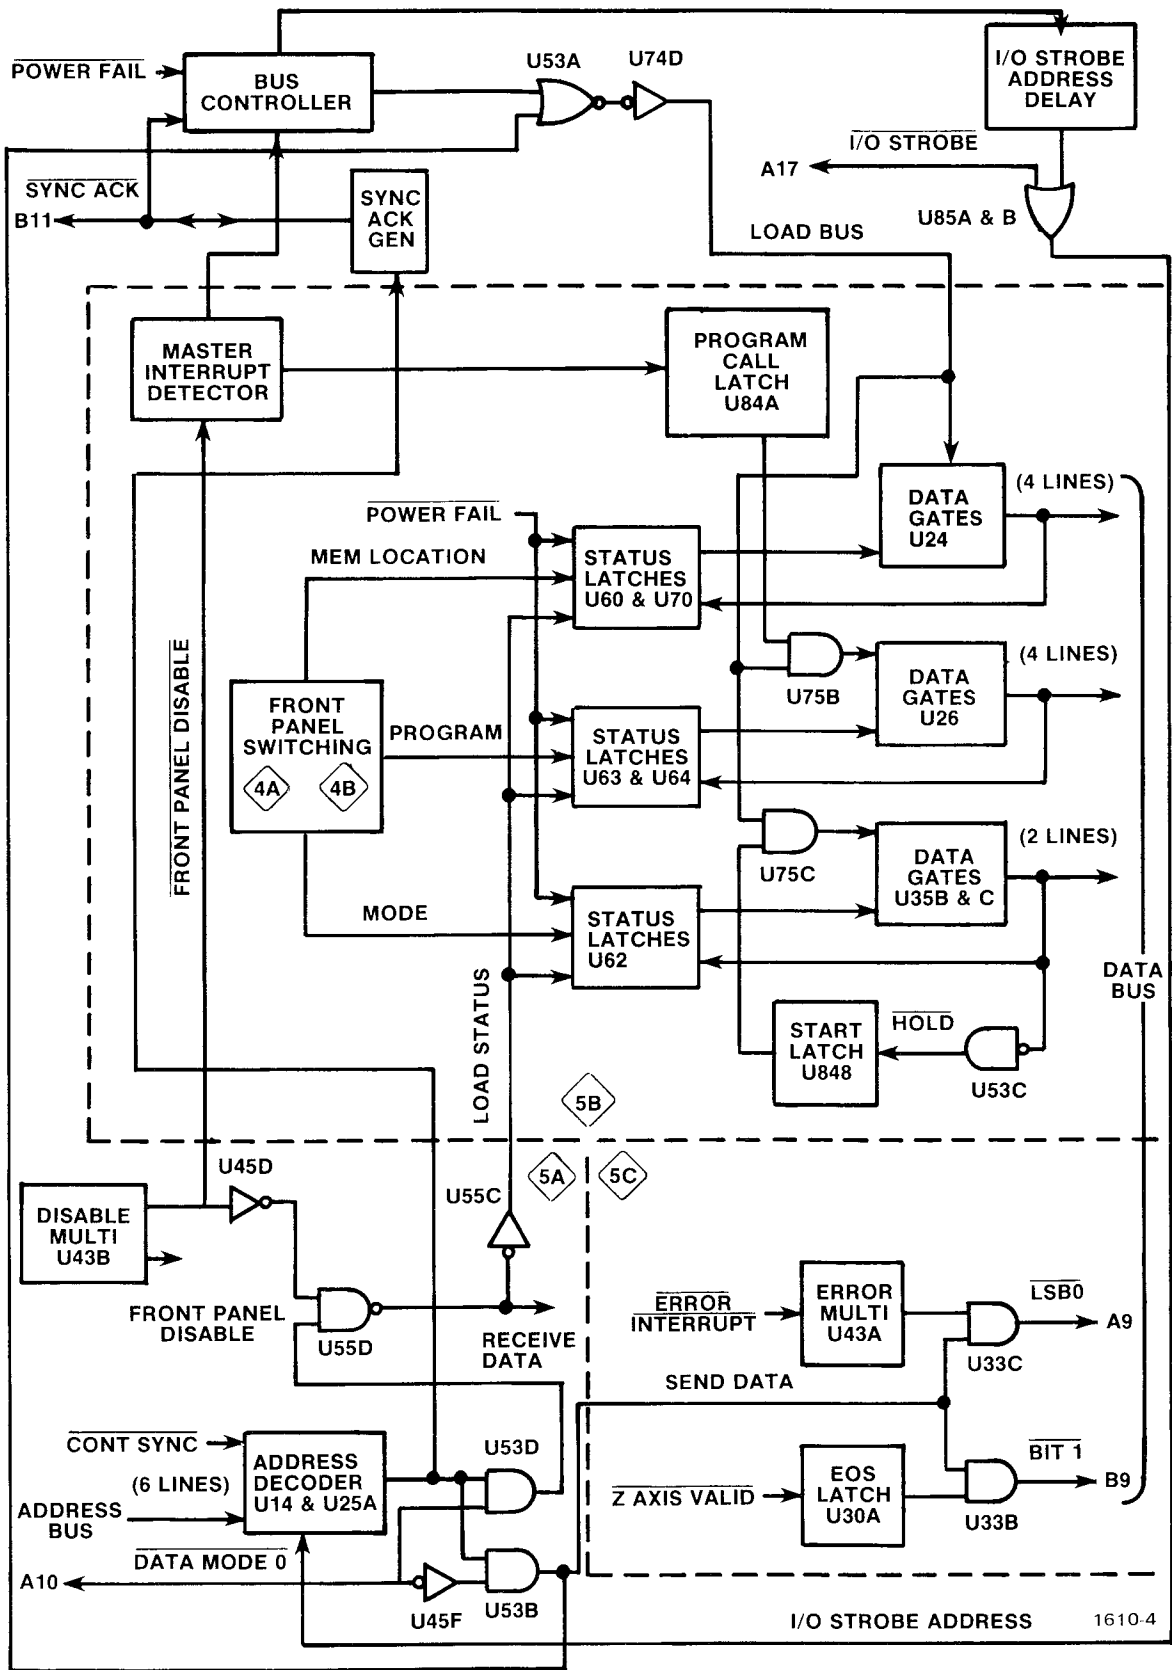 POWER FAIL
BUS
CONTROLLER
U53A
U74D
I/O STROBE
ADDRESS
DELAY
I/O STROBE
A17
U85A & B
SYNC ACK
B11
SYNC
ACK
GEN
LOAD BUS
MASTER
INTERRUPT
DETECTOR
PROGRAM
CALL
LATCH
U84A
POWER FAIL
MEM LOCATION
STATUS
LATCHES
U60 & U70
DATA
GATES
U24
(4 LINES)
FRONT PANEL DISABLE
FRONT
PANEL
SWITCHING
4A
4B
PROGRAM
STATUS
LATCHES
U63 & U64
U75B
DATA
GATES
U26
(4 LINES)
U75C
DATA
GATES
U35B & C
(2 LINES)
MODE
STATUS
LATCHES
U62
DATA
BUS
LOAD STATUS
START
LATCH
U848
HOLD
U53C
5B
5A
5C
U45D
U55C
DISABLE
MULTI
U43B
FRONT PANEL
DISABLE
U55D
RECEIVE
DATA
ERROR
INTERRUPT
ERROR
MULTI
U43A
LSB0
A9
U33C
SEND DATA
CONT SYNC
(6 LINES)
ADDRESS
BUS
ADDRESS
DECODER
U14 & U25A
U53D
Z AXIS VALID
EOS
LATCH
U30A
BIT 1
B9
U33B
DATA MODE 0
A10
U45F
U53B
I/O STROBE ADDRESS
1610-4